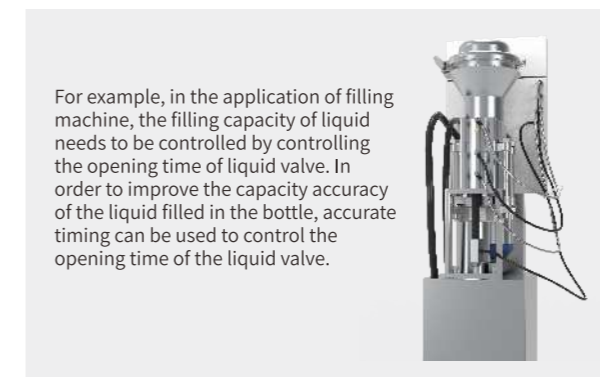 For example, in the application of filling
machine, the filling capacity of liquid
needs to be controlled by controlling
the opening time of liquid valve. In
order to improve the capacity accuracy
of the liquid filled in the bottle, accurate
timing can be used to control the
opening time of the liquid valve.